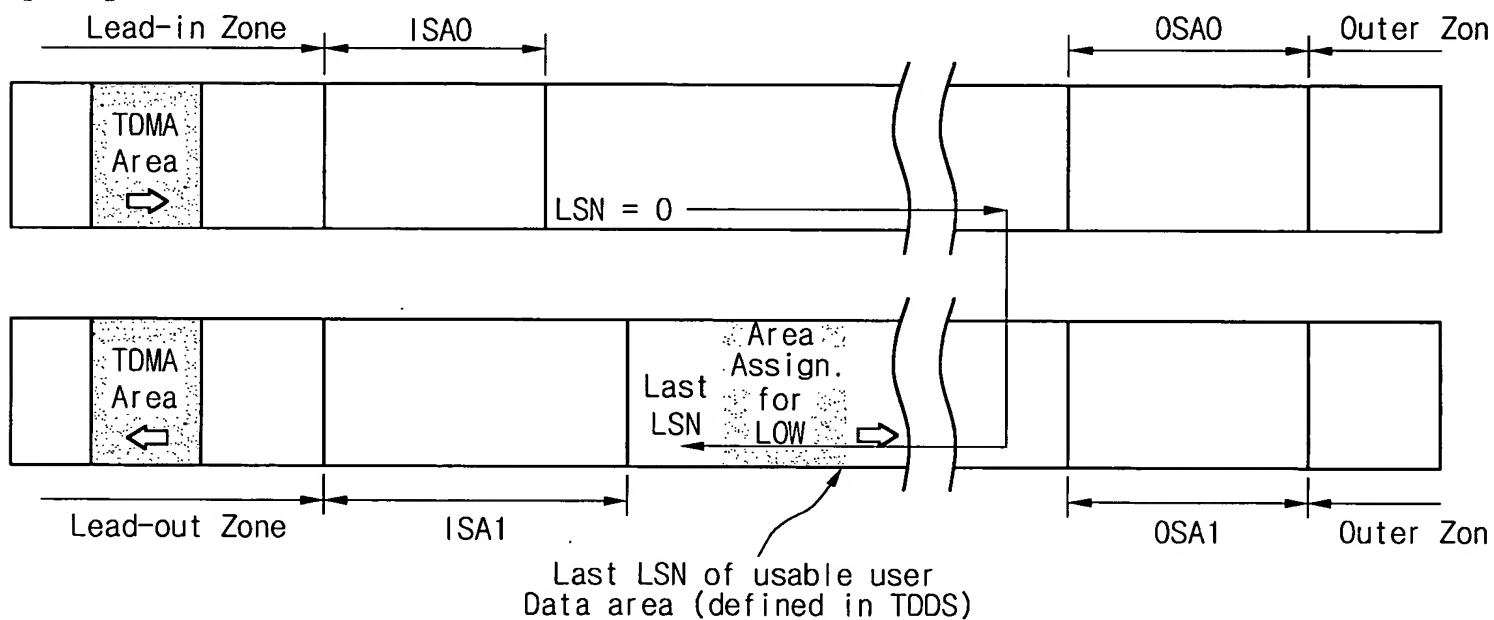 Lead-in Zone
ISA0
OSA0
Outer Zon
TDMA
Area
LSN = 0
TDMA
Area
Last
LSN
Area
Assign.
for
LOW
Lead-out Zone
ISA1
OSA1
Outer Zon
Last LSN of usable user
Data area (defined in TDDS)